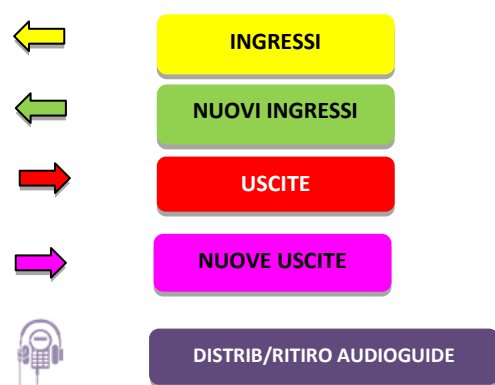 INGRESSI
NUOVI INGRESSI
USCITE
NUOVE USCITE
DISTRIB/RITIRO AUDIOGUIDE